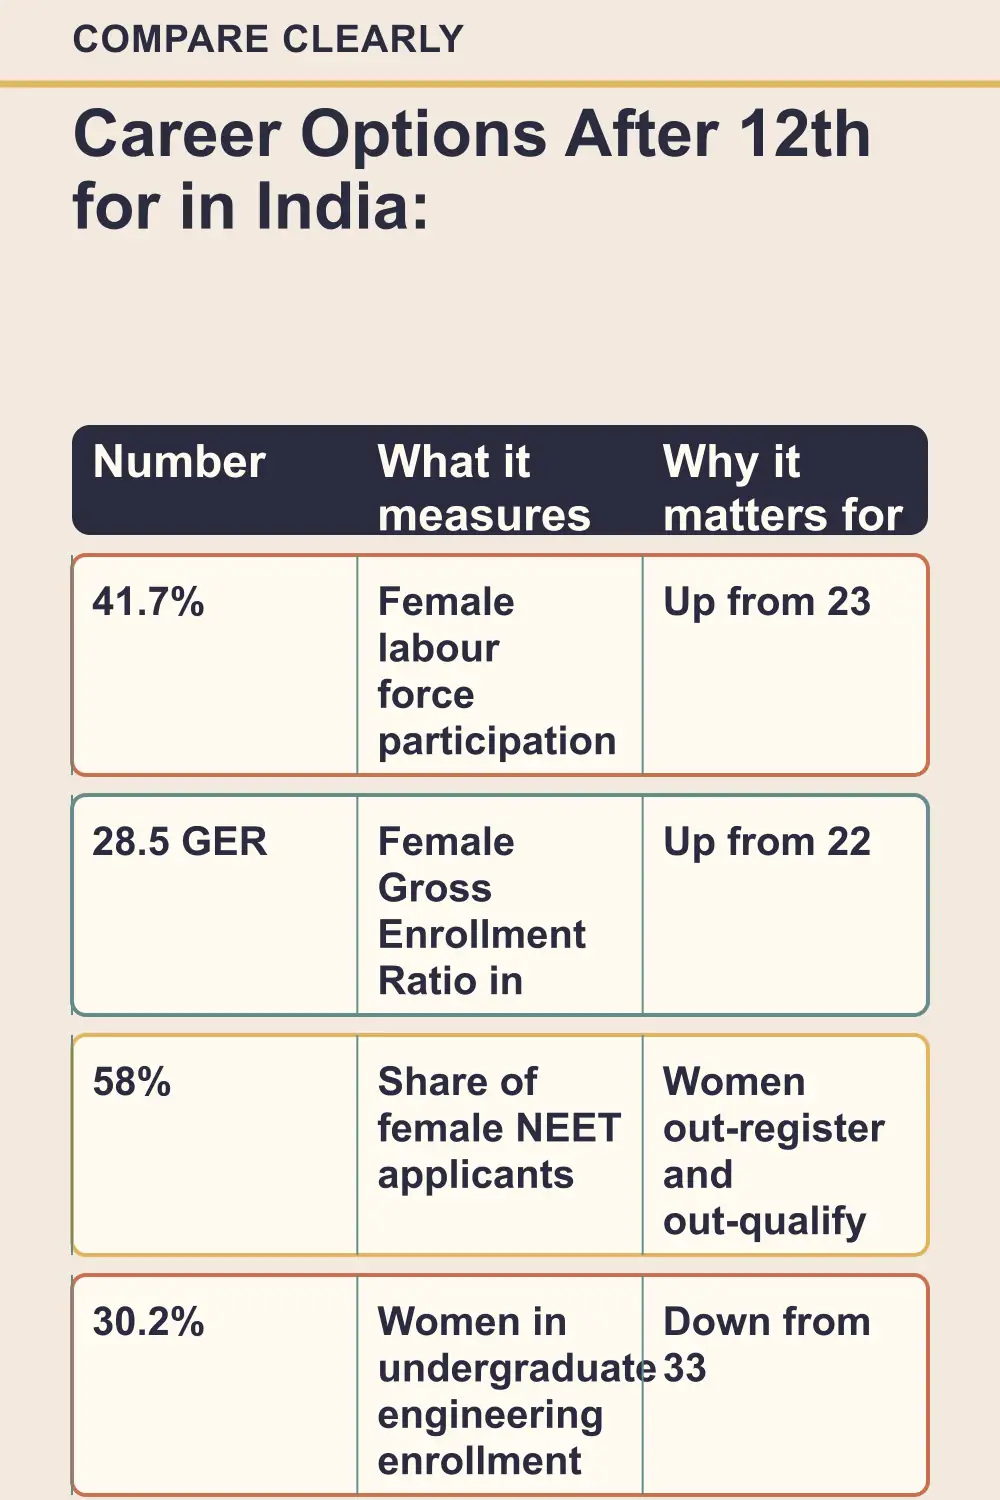 COMPARE CLEARLY
Career Options After 12th
for in India:
Number
What it
measures
Why it
matters for
41.7%
Female
labour
force
participation
Up from 23
28.5 GER
Female
Gross
Enrollment
Ratio in
Up from 22
58%
Share of
female NEET
applicants
Women
out-register
and
out-qualify
30.2%
Women in
undergraduate
engineering
enrollment
Down from
33